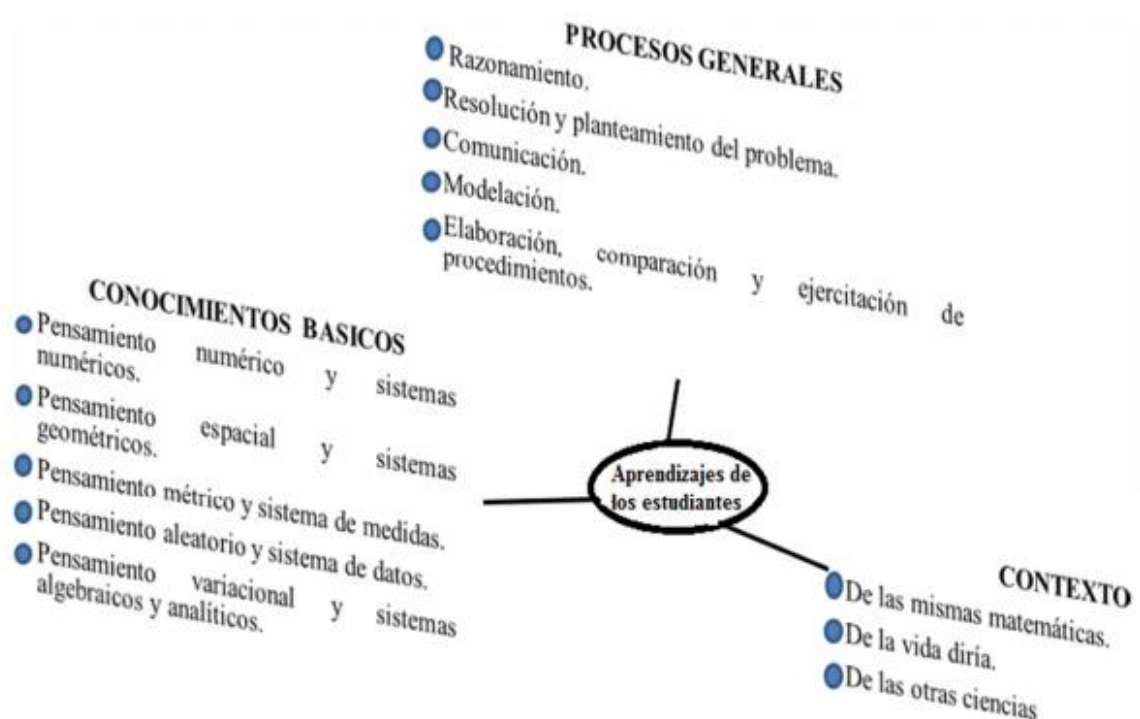 PROCESOS GENERALES
Razonamiento.
Resolución y planteamiento del problema.
Comunicación.
Modelación.
Elaboración, comparación y ejercitación de
procedimientos.
CONOCIMIENTOS BASICOS
Pensamiento numérico y sistemas
numéricos.
Pensamiento espacial y sistemas
geométricos.
Pensamiento métrico y sistema de medidas.
Pensamiento aleatorio y sistema de datos.
Pensamiento variacional y sistemas
algebraicos y analíticos.
Aprendizajes de
los estudiantes
CONTEXTO
De las mismas matemáticas.
De la vida diría.
De las otras ciencias